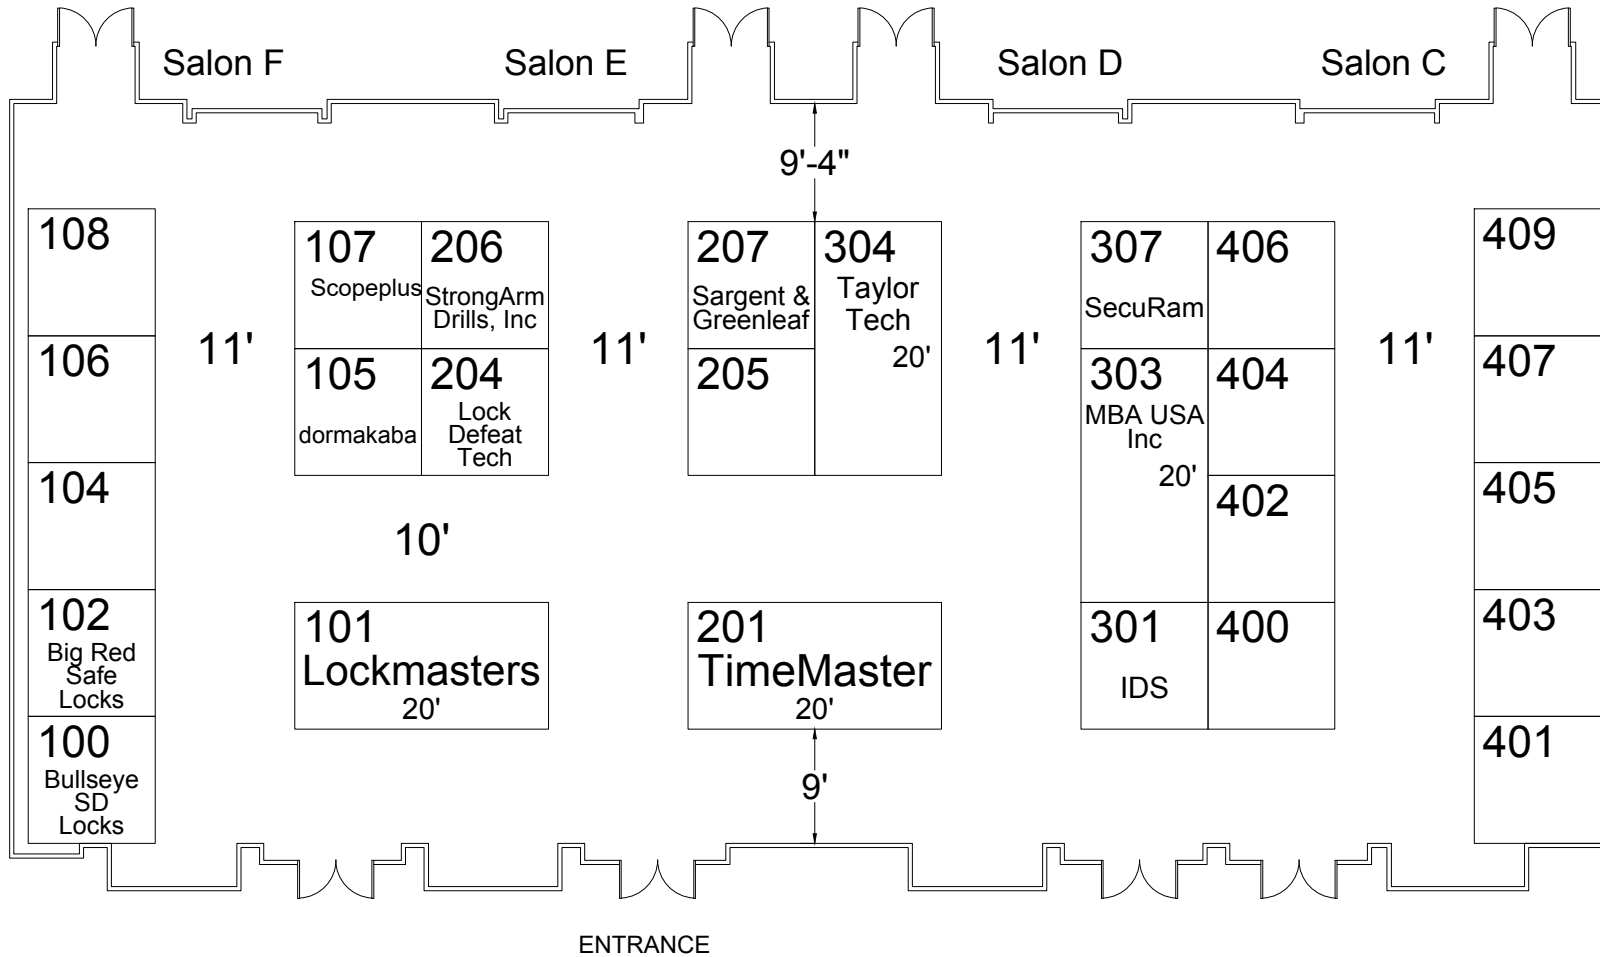 Salon F
Salon E
Salon D
Salon C
9'-4"
108
106
104
102
Big Red
Safe
Locks
100
Bullseye
SD
Locks
11'
107
Scopeplus
206
StrongArm
Drills, Inc
105
dormakaba
204
Lock
Defeat
Tech
10'
101
Lockmasters
20'
11'
207
Sargent &
Greenleaf
205
304
Taylor
Tech
20'
201
TimeMaster
20'
9'
11'
307
SecuRam
406
303
MBA USA
Inc
20'
404
402
301
IDS
400
11'
409
407
405
403
401
ENTRANCE